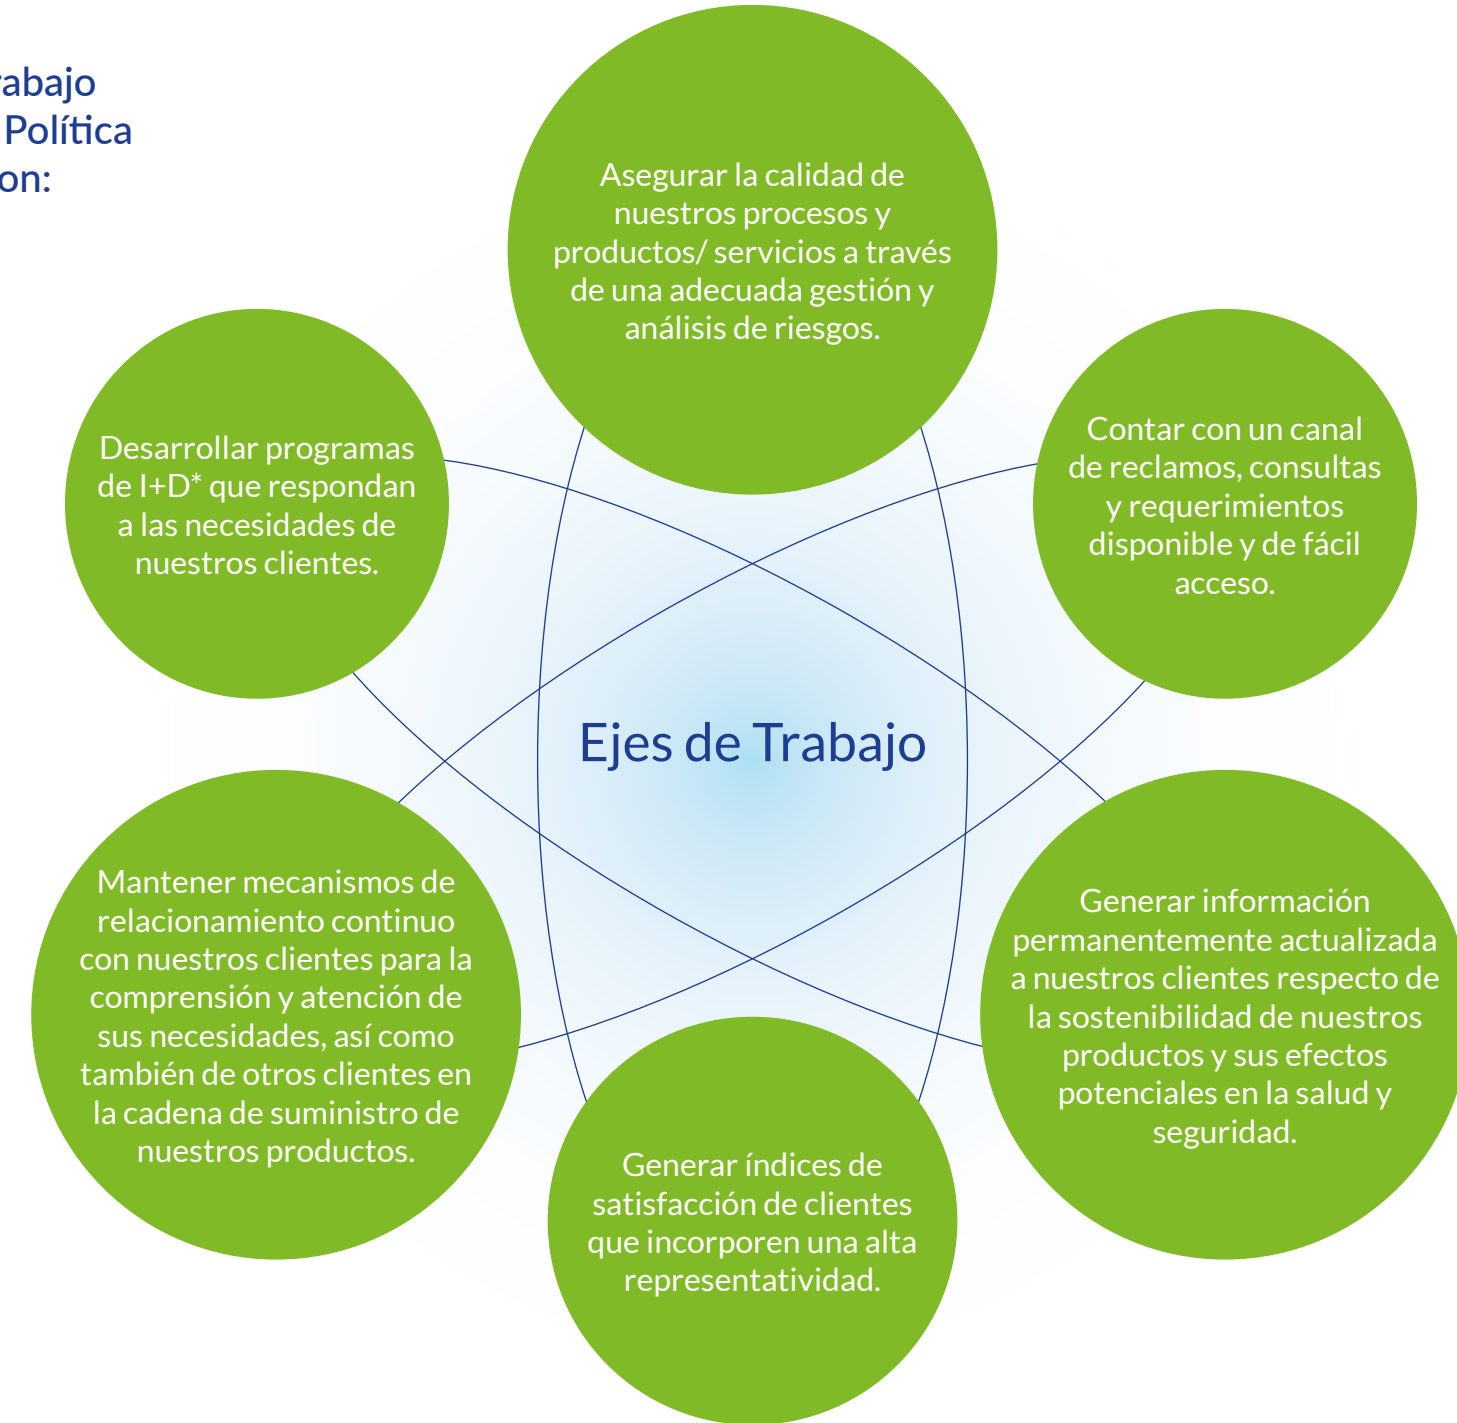 rabajo
Política
on:
Asegurar la calidad de
nuestros procesos y
productos/ servicios a través
de una adecuada gestión y
análisis de riesgos.
Desarrollar programas
de I+D* que respondan
a las necesidades de
nuestros clientes.
Contar con un canal
de reclamos, consultas
y requerimientos
disponible y de fácil
acceso.
Ejes de Trabajo
Mantener mecanismos de
relacionamiento continuo
con nuestros clientes para la
comprensión y atención de
sus necesidades, así como
también de otros clientes en
la cadena de suministro de
nuestros productos.
Generar información
permanentemente actualizada
a nuestros clientes respecto de
la sostenibilidad de nuestros
productos y sus efectos
potenciales en la salud y
seguridad.
Generar índices de
satisfacción de clientes
que incorporen una alta
representatividad.